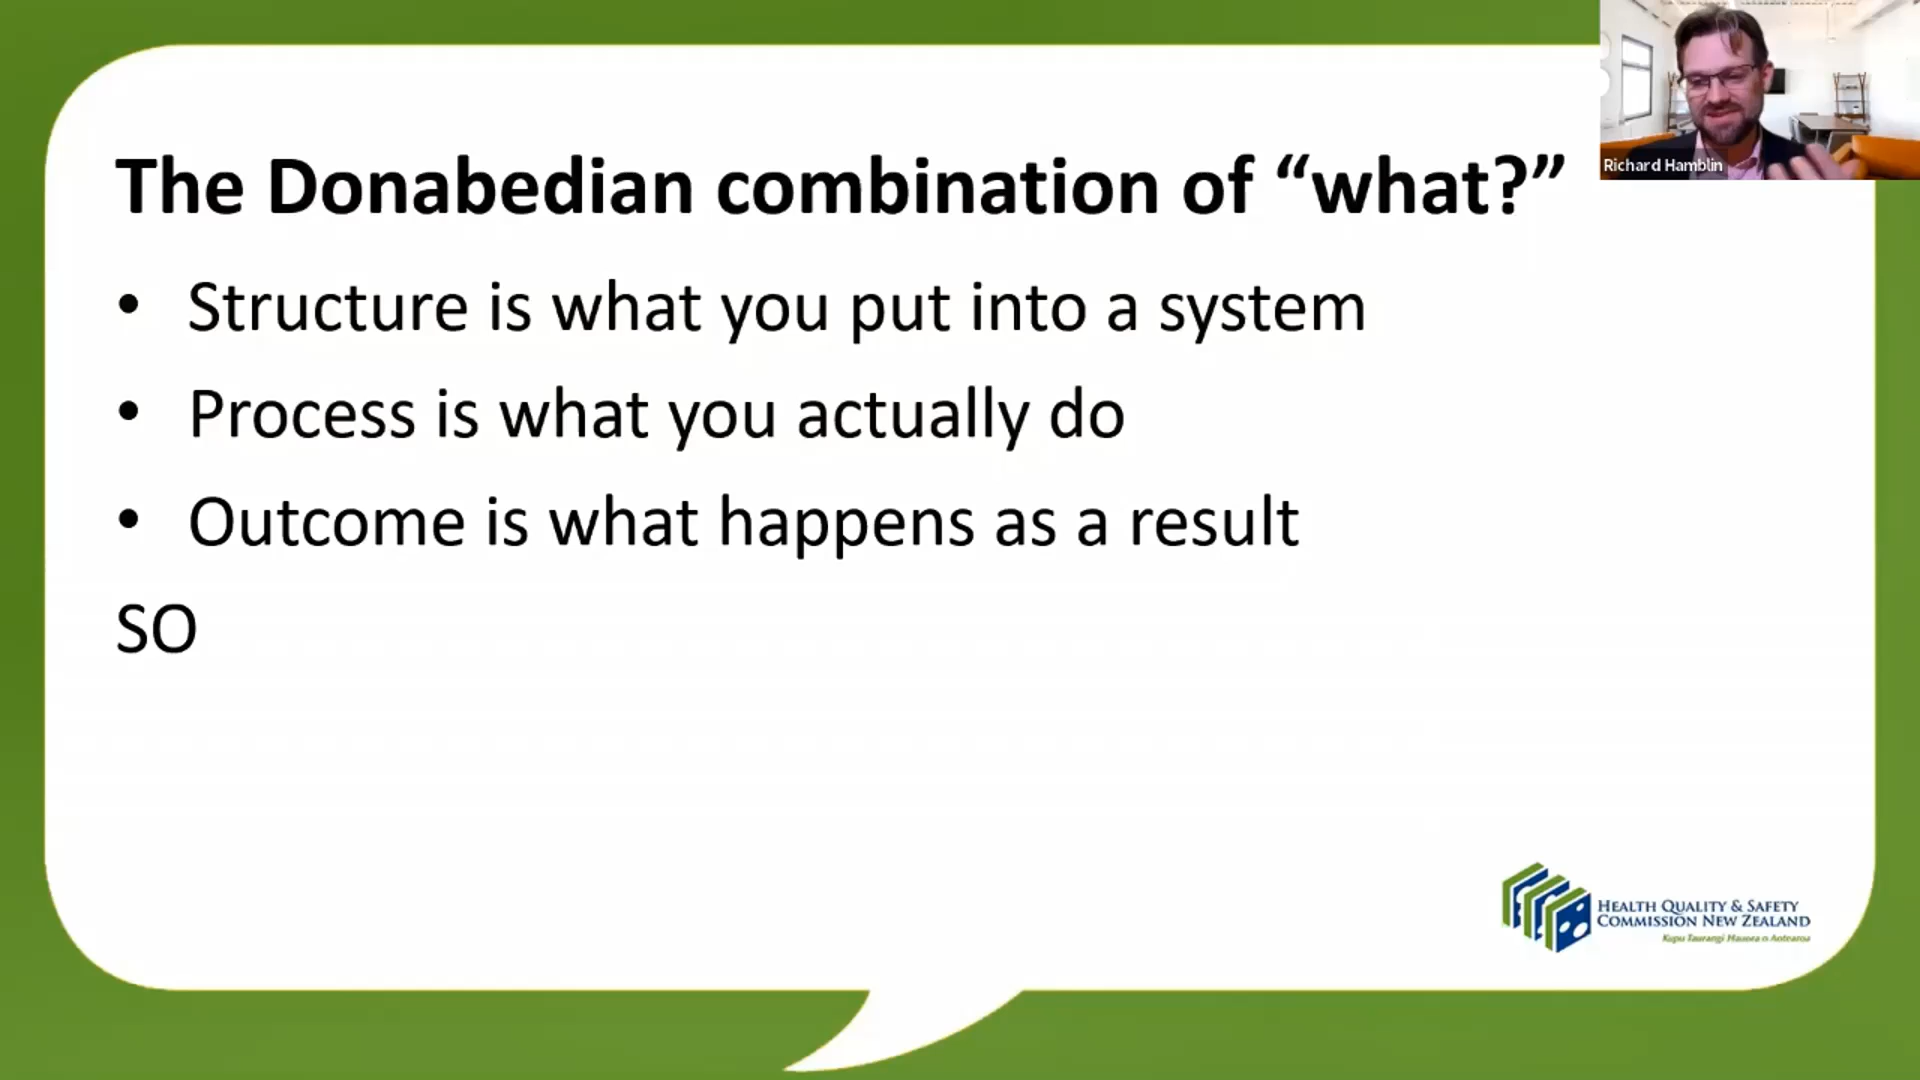 The Donabedian combination of “what?”
• Structure is what you put into a system
• Process is what you actually do
• Outcome is what happens as a result
SO
Richard Hamblin
HEALTH QUALITY & SAFETY
COMMISSION NEW ZEALAND
Kupu Taurangi Hauora o Aotearoa